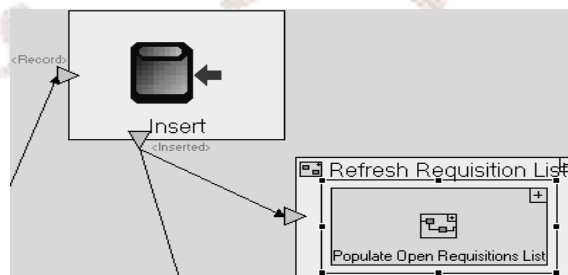 <Record>
Insert
<Inserted>
Refresh Requisition List
Populate Open Requisitions List